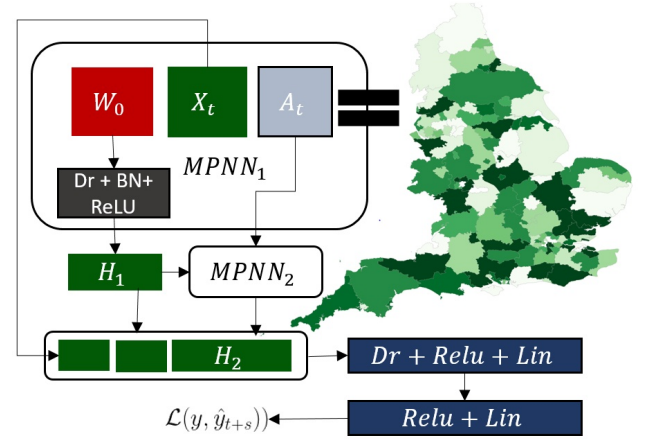 W₀
Xₜ
Aₜ
MPNN₁
Dr + BN+
ReLU
H₁
MPNN₂
H₂
Dr + Relu + Lin
Relu + Lin
ℒ(y, ŷₜ₊ₛ))